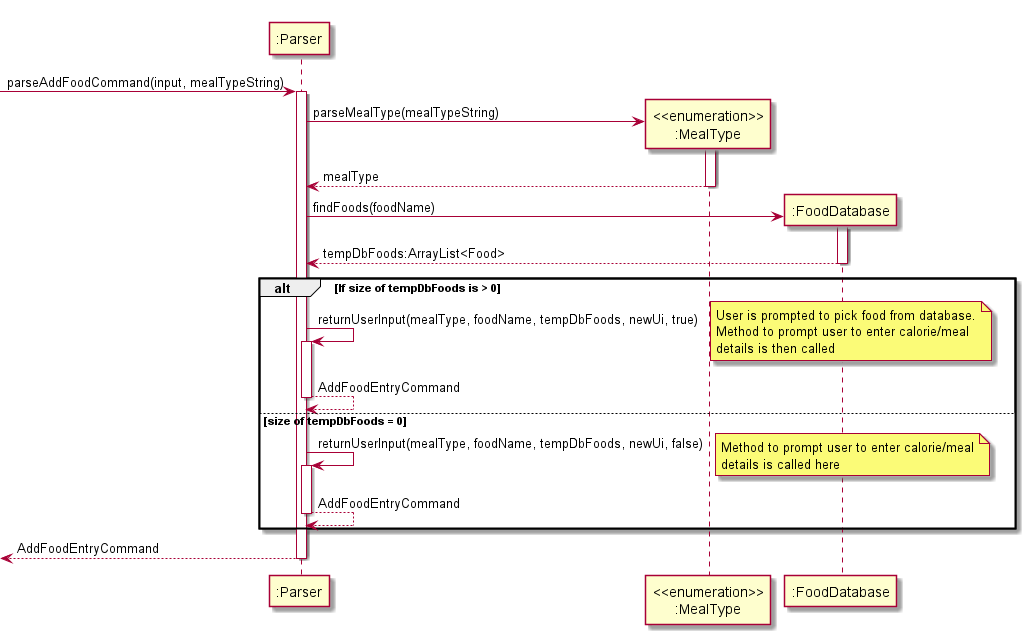 :Parser
parseAddFoodCommand(input, mealTypeString)
parseMealType(mealTypeString)
<<enumeration>>
:MealType
mealType
findFoods(foodName)
:FoodDatabase
tempDbFoods:ArrayList<Food>
alt
[If size of tempDbFoods is > 0]
returnUserInput(mealType, foodName, tempDbFoods, newUi, true)
User is prompted to pick food from database.
Method to prompt user to enter calorie/meal
details is then called
AddFoodEntryCommand
[size of tempDbFoods = 0]
returnUserInput(mealType, foodName, tempDbFoods, newUi, false)
Method to prompt user to enter calorie/meal
details is called here
AddFoodEntryCommand
AddFoodEntryCommand
:Parser
<<enumeration>>
:MealType
:FoodDatabase